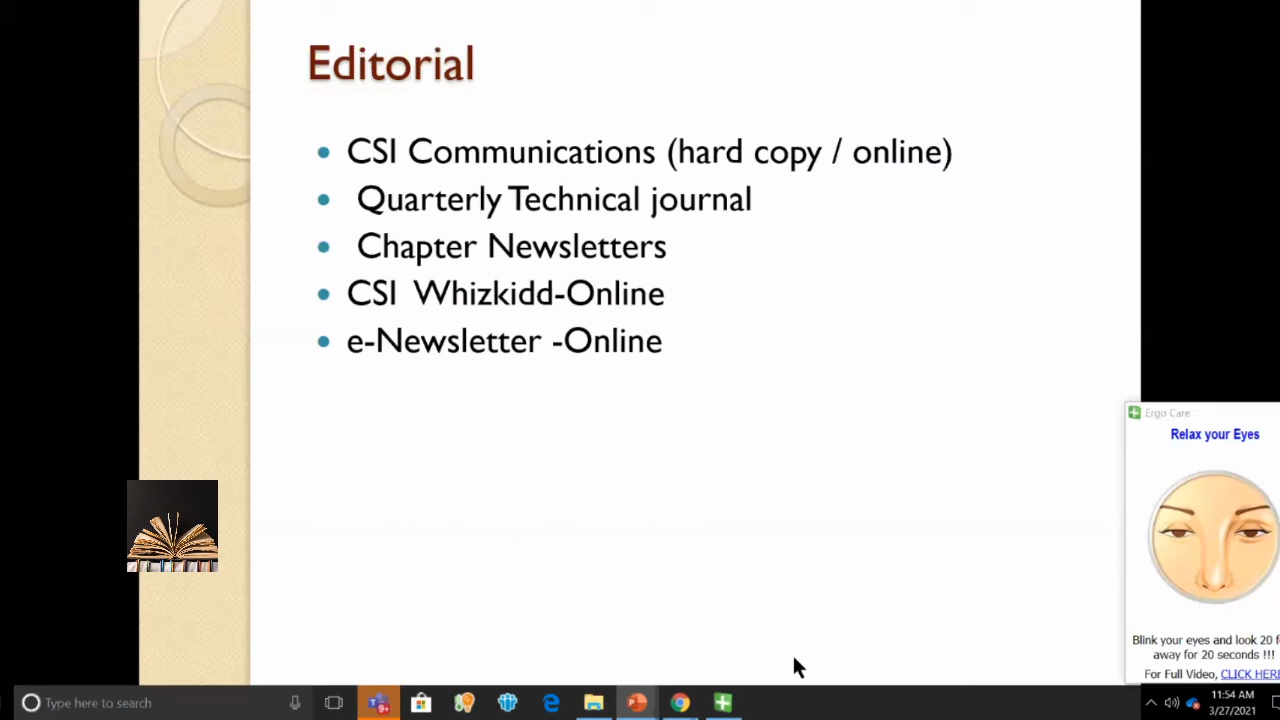 Editorial
CSI Communications (hard copy / online)
Quarterly Technical journal
Chapter Newsletters
CSI Whizkidd-Online
e-Newsletter -Online
Ergo Care
Relax your Eyes
Blink your eyes and look 20
away for 20 seconds !!!
For Full Video, CLICK HERE
Type here to search
9+
11:54 AM
3/27/2021